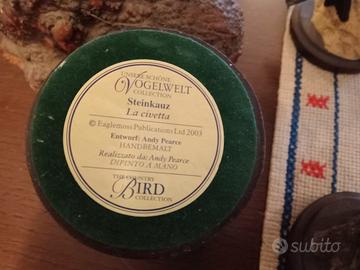 UNSERE SCHÖNE
VOGELWELT
COLLECTION
Steinkauz
La civetta
© Eaglemoss Publications Ltd 2003
Entwurf: Andy Pearce
HANDBEMALT
Realizzato da: Andy Pearce
DIPINTO A MANO
THE COUNTRY
BIRD
COLLECTION
subito